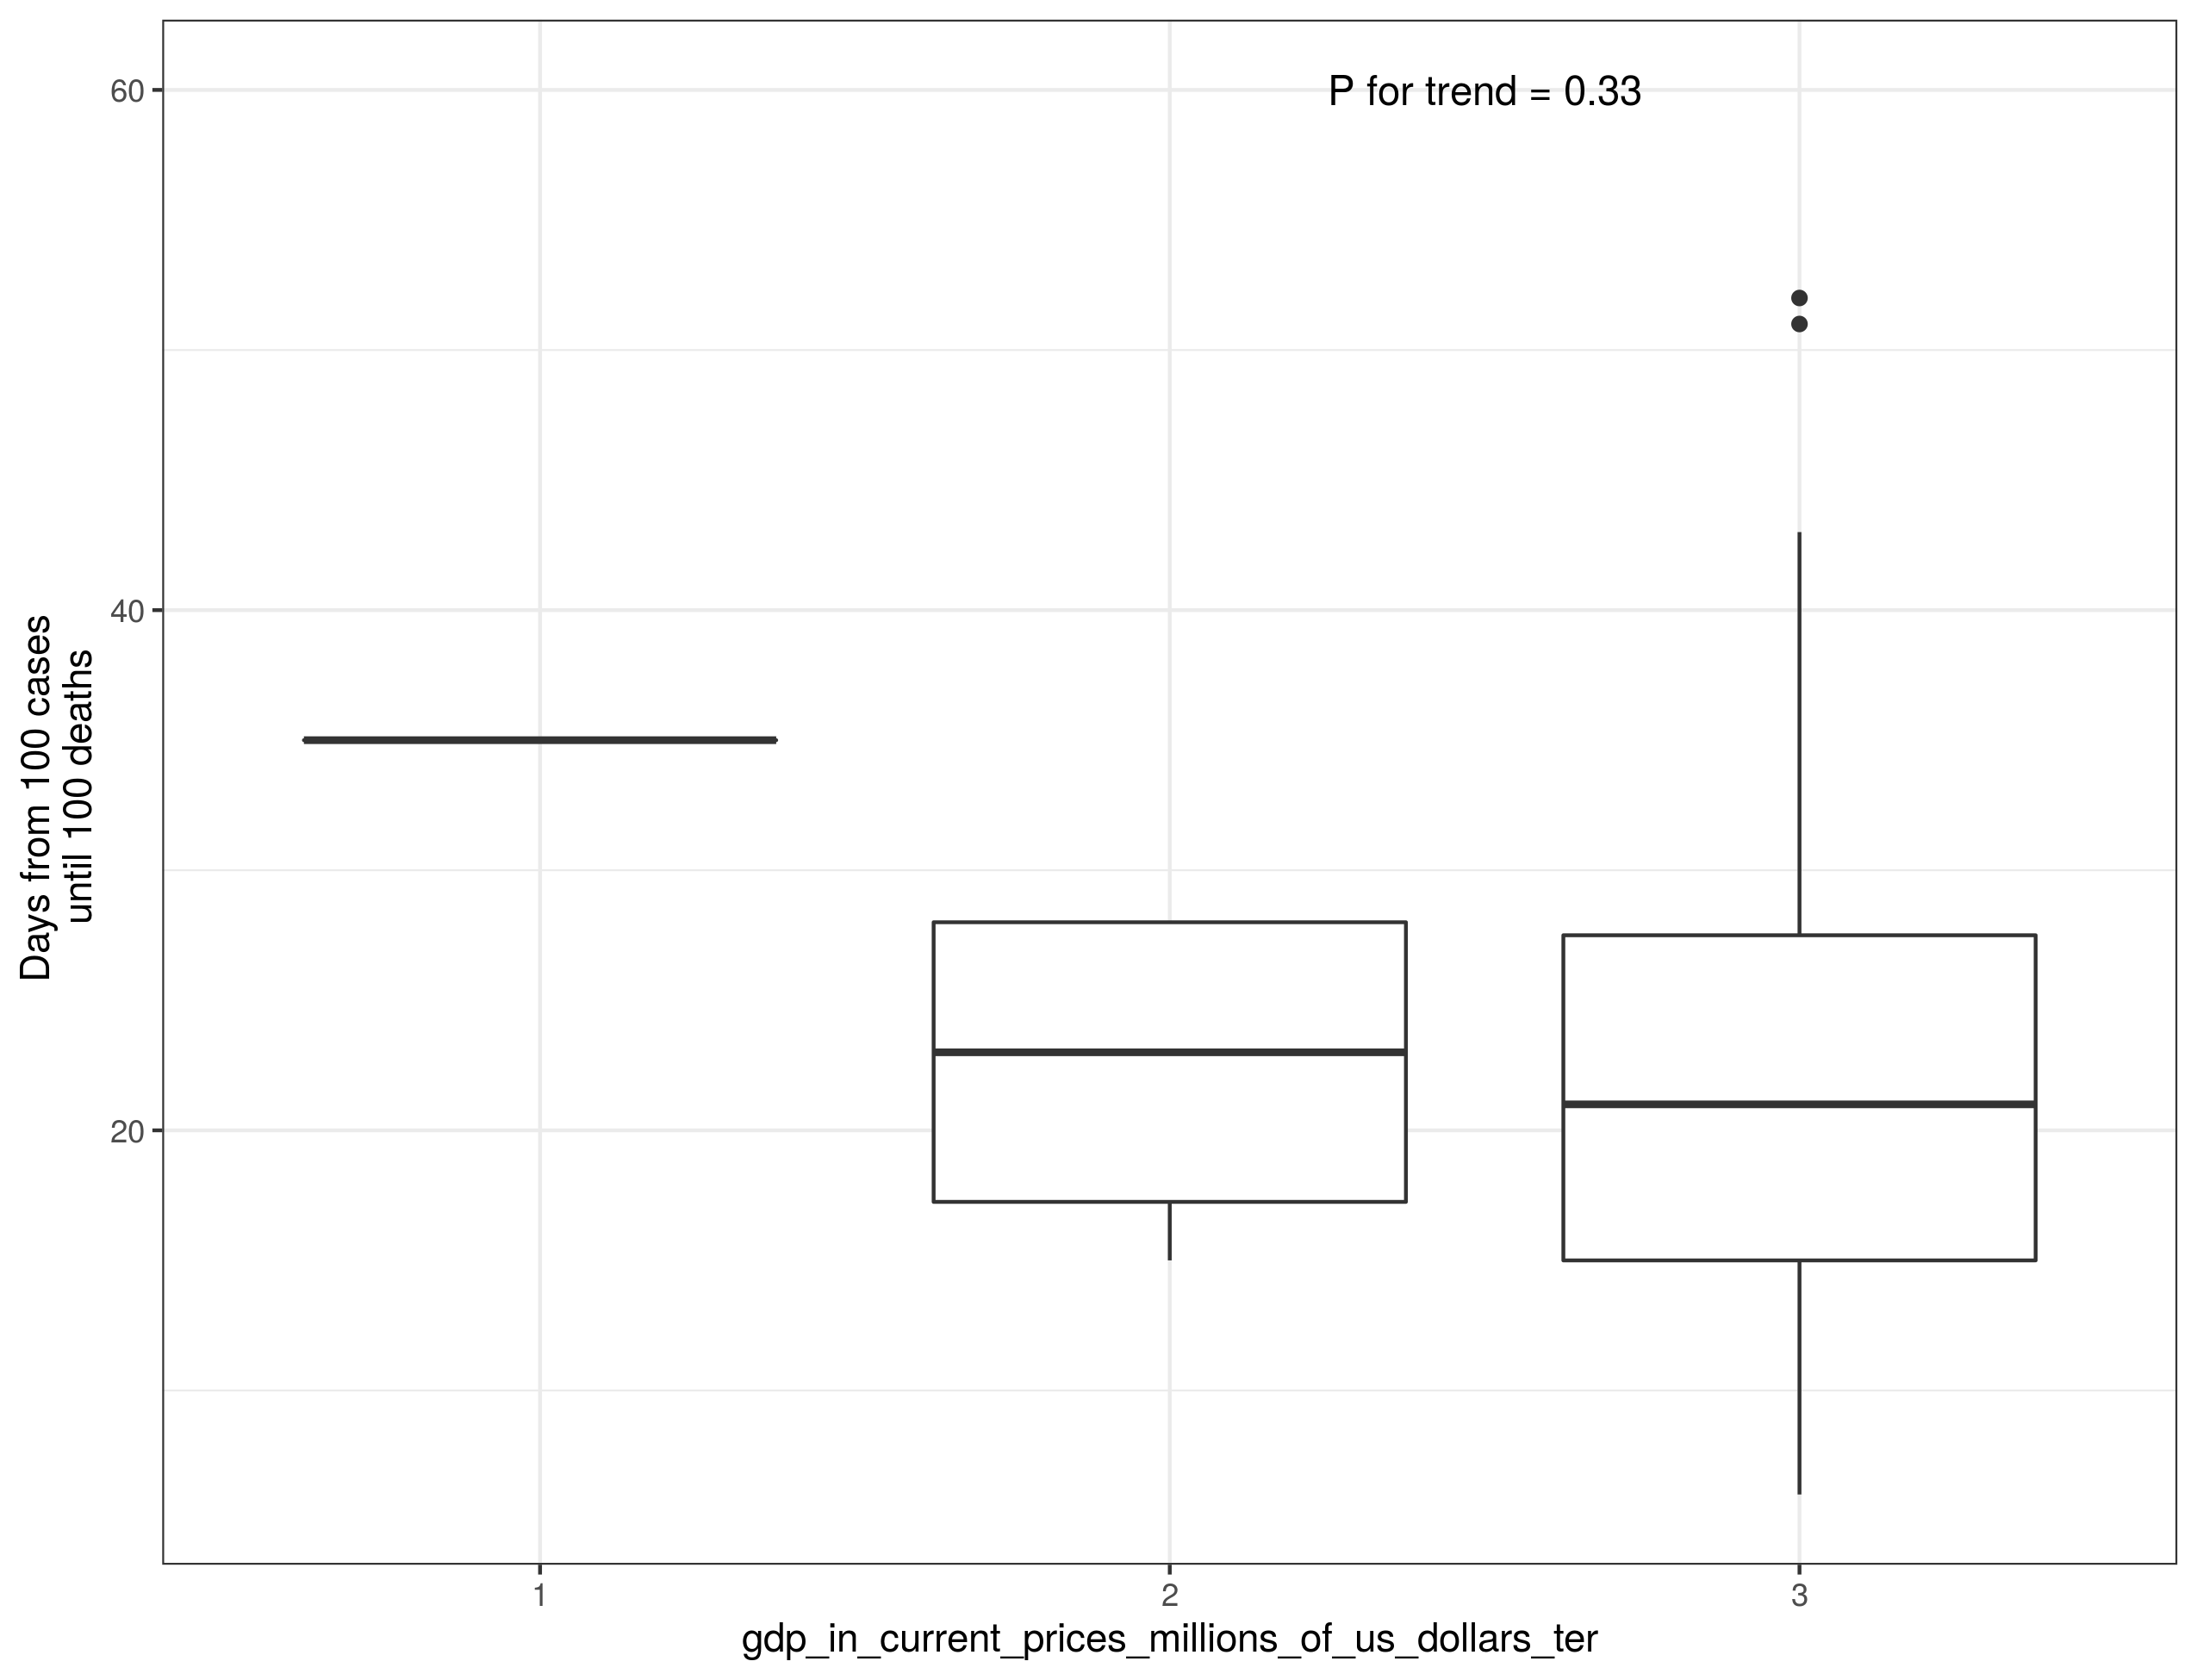 P for trend = 0.33
60
40
20
Days from 100 cases
until 100 deaths
1
2
3
gdp_in_current_prices_millions_of_us_dollars_ter